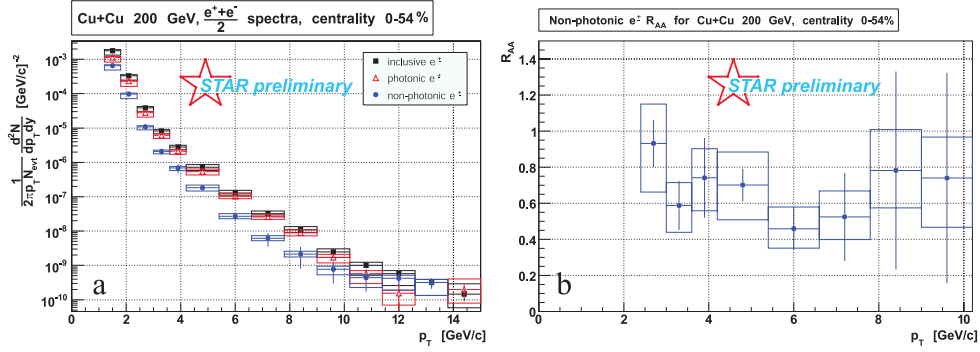 Cu+Cu 200 GeV, e⁺+e⁻/2 spectra, centrality 0-54%
1/(2πp_T N_evt) d²N/(dp_T dy) [GeV/c]⁻²
inclusive e±
photonic e±
non-photonic e±
STAR preliminary
10⁻³
10⁻⁴
10⁻⁵
10⁻⁶
10⁻⁷
10⁻⁸
10⁻⁹
10⁻¹⁰
a
0 2 4 6 8 10 12 14
p_T [GeV/c]
Non-photonic e± R_AA for Cu+Cu 200 GeV, centrality 0-54%
R_AA
STAR preliminary
1.4
1.2
1
0.8
0.6
0.4
0.2
0
b
0 2 4 6 8 10
p_T [GeV/c]